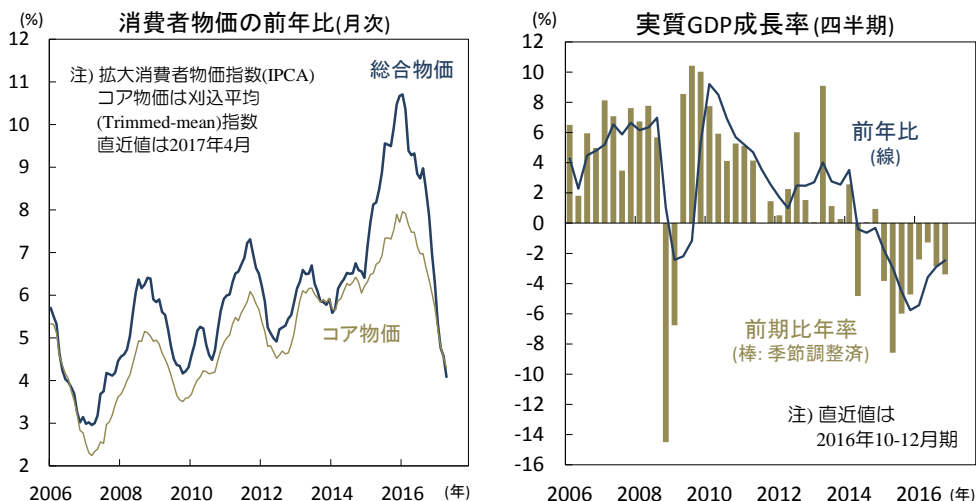 消費者物価の前年比(月次)
(%)
12
11
10
9
8
7
6
5
4
3
2
注) 拡大消費者物価指数(IPCA)
コア物価は刈込平均
(Trimmed-mean)指数
直近値は2017年4月
総合物価
コア物価
2006 2008 2010 2012 2014 2016 (年)
実質GDP成長率(四半期)
(%)
12
10
8
6
4
2
0
-2
-4
-6
-8
-10
-12
-14
-16
前年比
(線)
前期比年率
(棒: 季節調整済)
注) 直近値は
2016年10-12月期
2006 2008 2010 2012 2014 2016 (年)